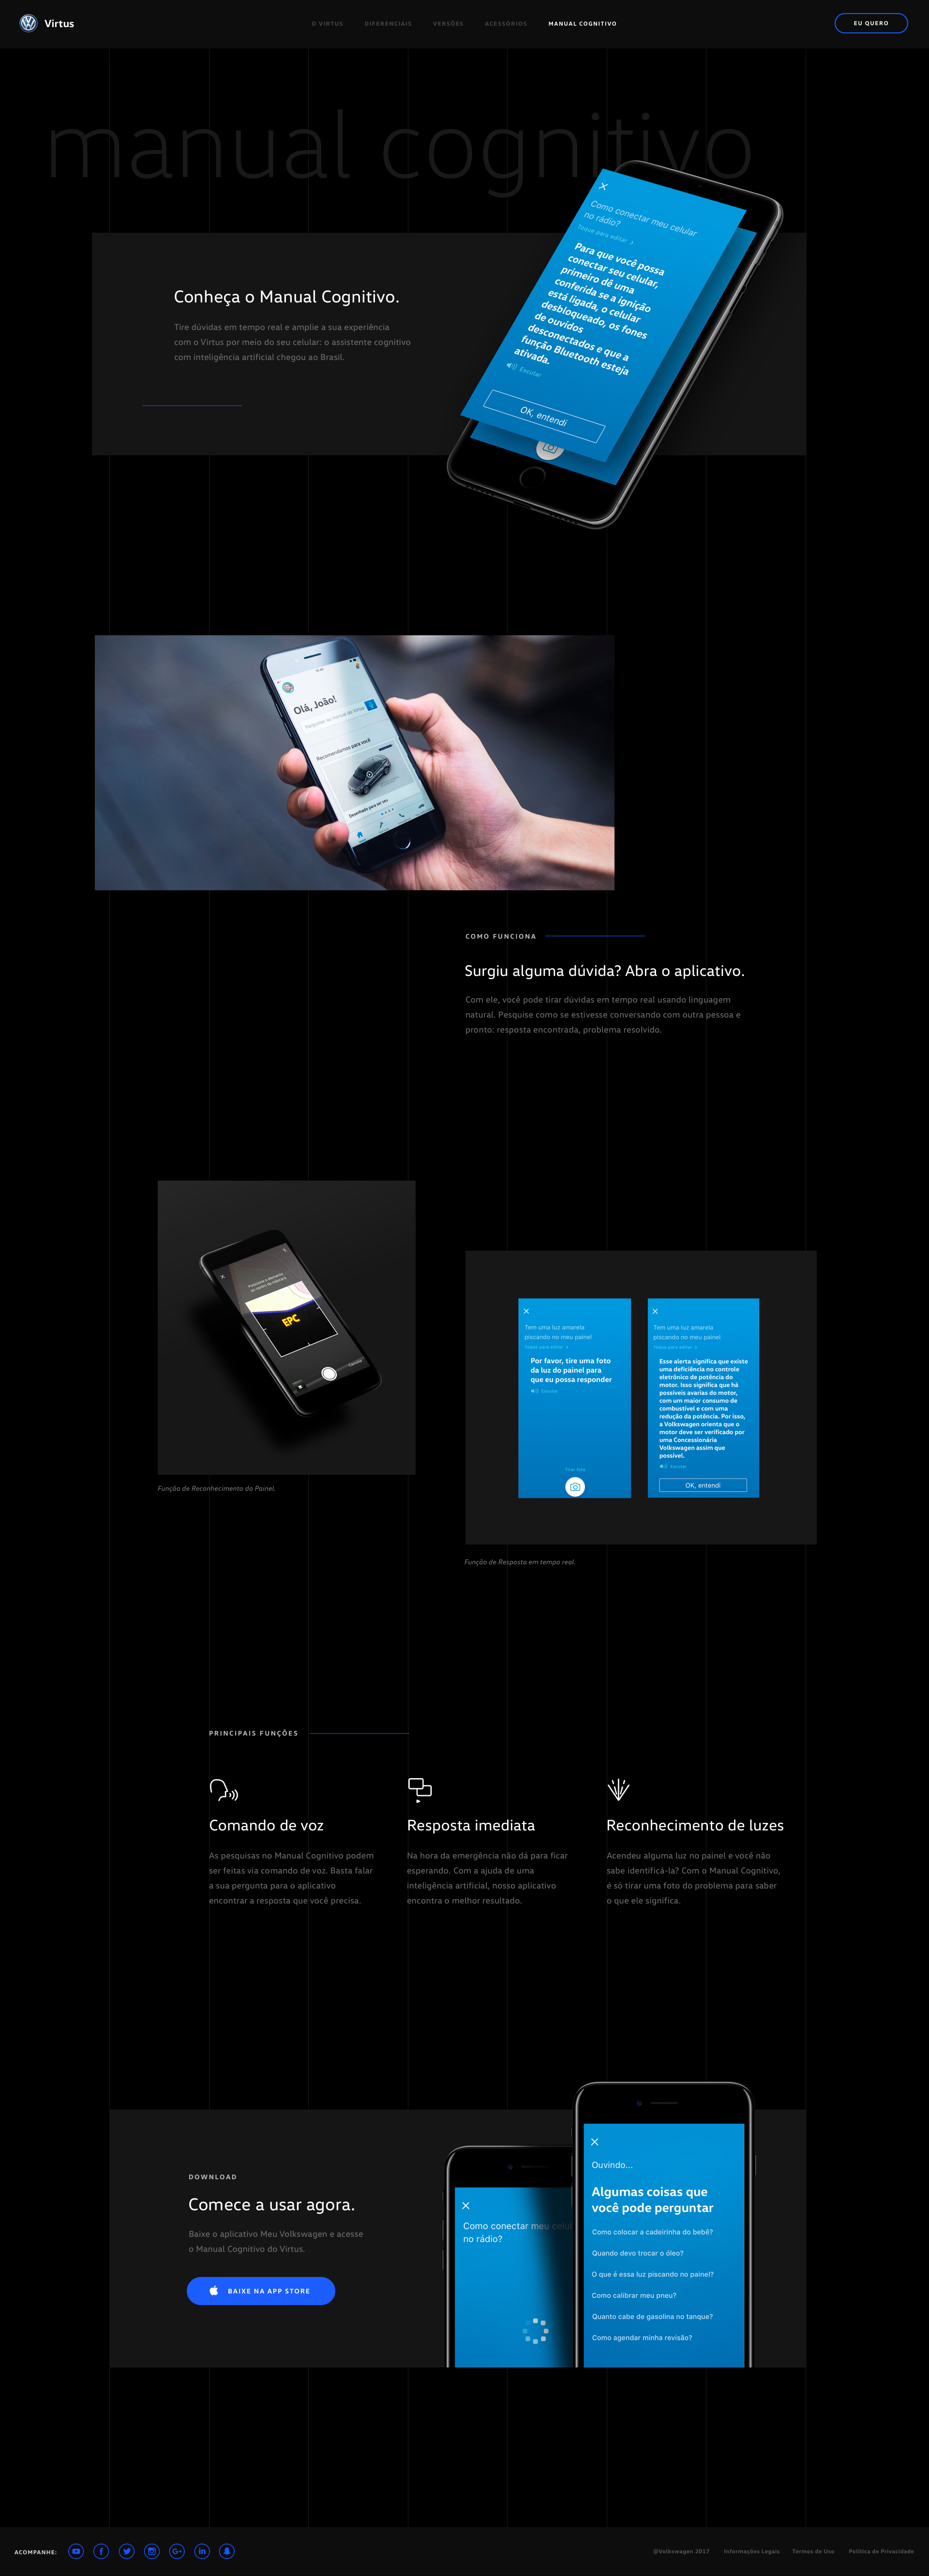 Virtus
O VIRTUS
DIFERENCIAIS
VERSÕES
ACESSÓRIOS
MANUAL COGNITIVO
EU QUERO
manual cognitivo
Conheça o Manual Cognitivo.
Tire dúvidas em tempo real e amplie a sua experiência
com o Virtus por meio do seu celular: o assistente cognitivo
com inteligência artificial chegou ao Brasil.
Como conectar meu celular
no rádio?
Toque para editar >
Para que você possa
conectar seu celular,
primeiro dê uma
conferida se a ignição
está ligada, o celular
desbloqueado, os fones
de ouvidos
desconectados e que a
função Bluetooth esteja
ativada.
Escutar
OK, entendi
Olá, João!
Recomendamos para você
Desenhado para ser seu
COMO FUNCIONA
Surgiu alguma dúvida? Abra o aplicativo.
Com ele, você pode tirar dúvidas em tempo real usando linguagem
natural. Pesquise como se estivesse conversando com outra pessoa e
pronto: resposta encontrada, problema resolvido.
Posicione o elemento
no centro da máscara
EPC
Cancelar
Função de Reconhecimento do Painel.
Tem uma luz amarela
piscando no meu painel
Toque para editar >
Por favor, tire uma foto
da luz do painel para
que eu possa responder
Escutar
Tirar foto
Tem uma luz amarela
piscando no meu painel
Toque para editar >
Esse alerta significa que existe
uma deficiência no controle
eletrônico de potência do
motor. Isso significa que há
possíveis avarias do motor,
com um maior consumo de
combustível e com uma
redução da potência. Por isso,
a Volkswagen orienta que o
motor deve ser verificado por
uma Concessionária
Volkswagen assim que
possível.
Escutar
OK, entendi
Função de Resposta em tempo real.
PRINCIPAIS FUNÇÕES
Comando de voz
As pesquisas no Manual Cognitivo podem
ser feitas via comando de voz. Basta falar
a sua pergunta para o aplicativo
encontrar a resposta que você precisa.
Resposta imediata
Na hora da emergência não dá para ficar
esperando. Com a ajuda de uma
inteligência artificial, nosso aplicativo
encontra o melhor resultado.
Reconhecimento de luzes
Acendeu alguma luz no painel e você não
sabe identificá-la? Com o Manual Cognitivo,
é só tirar uma foto do problema para saber
o que ele significa.
DOWNLOAD
Comece a usar agora.
Baixe o aplicativo Meu Volkswagen e acesse
o Manual Cognitivo do Virtus.
BAIXE NA APP STORE
Como conectar meu celul
no rádio?
Ouvindo...
Algumas coisas que
você pode perguntar
Como colocar a cadeirinha do bebê?
Quando devo trocar o óleo?
O que é essa luz piscando no painel?
Como calibrar meu pneu?
Quanto cabe de gasolina no tanque?
Como agendar minha revisão?
ACOMPANHE:
@Volkswagen 2017
Informações Legais
Termos de Uso
Política de Privacidade